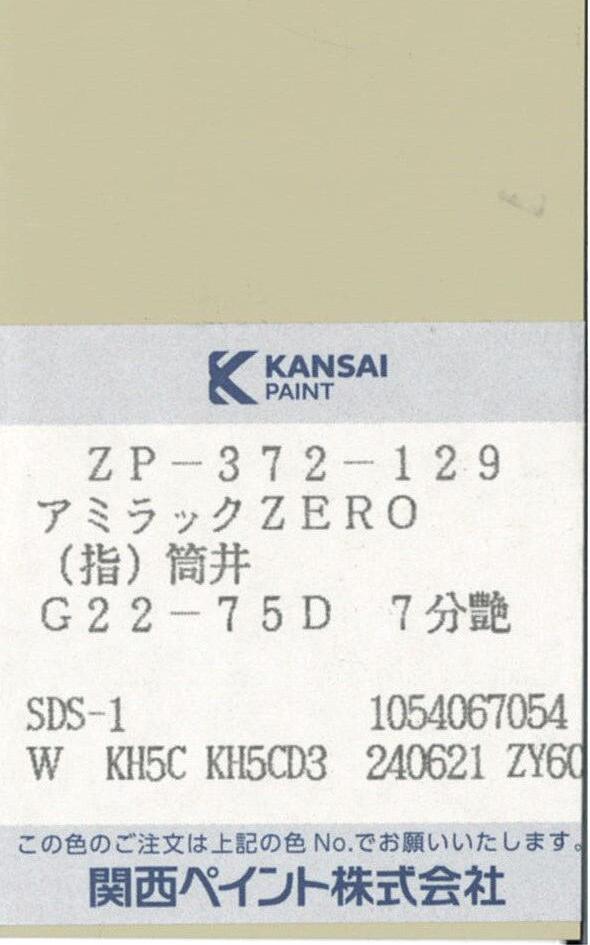 KANSAI
PAINT
ZP-372-129
アミラックZERO
(指)筒井
G22-75D 7分艶
SDS-1 1054067054
W KH5C KH5CD3 240621 ZY60
この色のご注文は上記の色 No.でお願いいたします。
関西ペイント株式会社